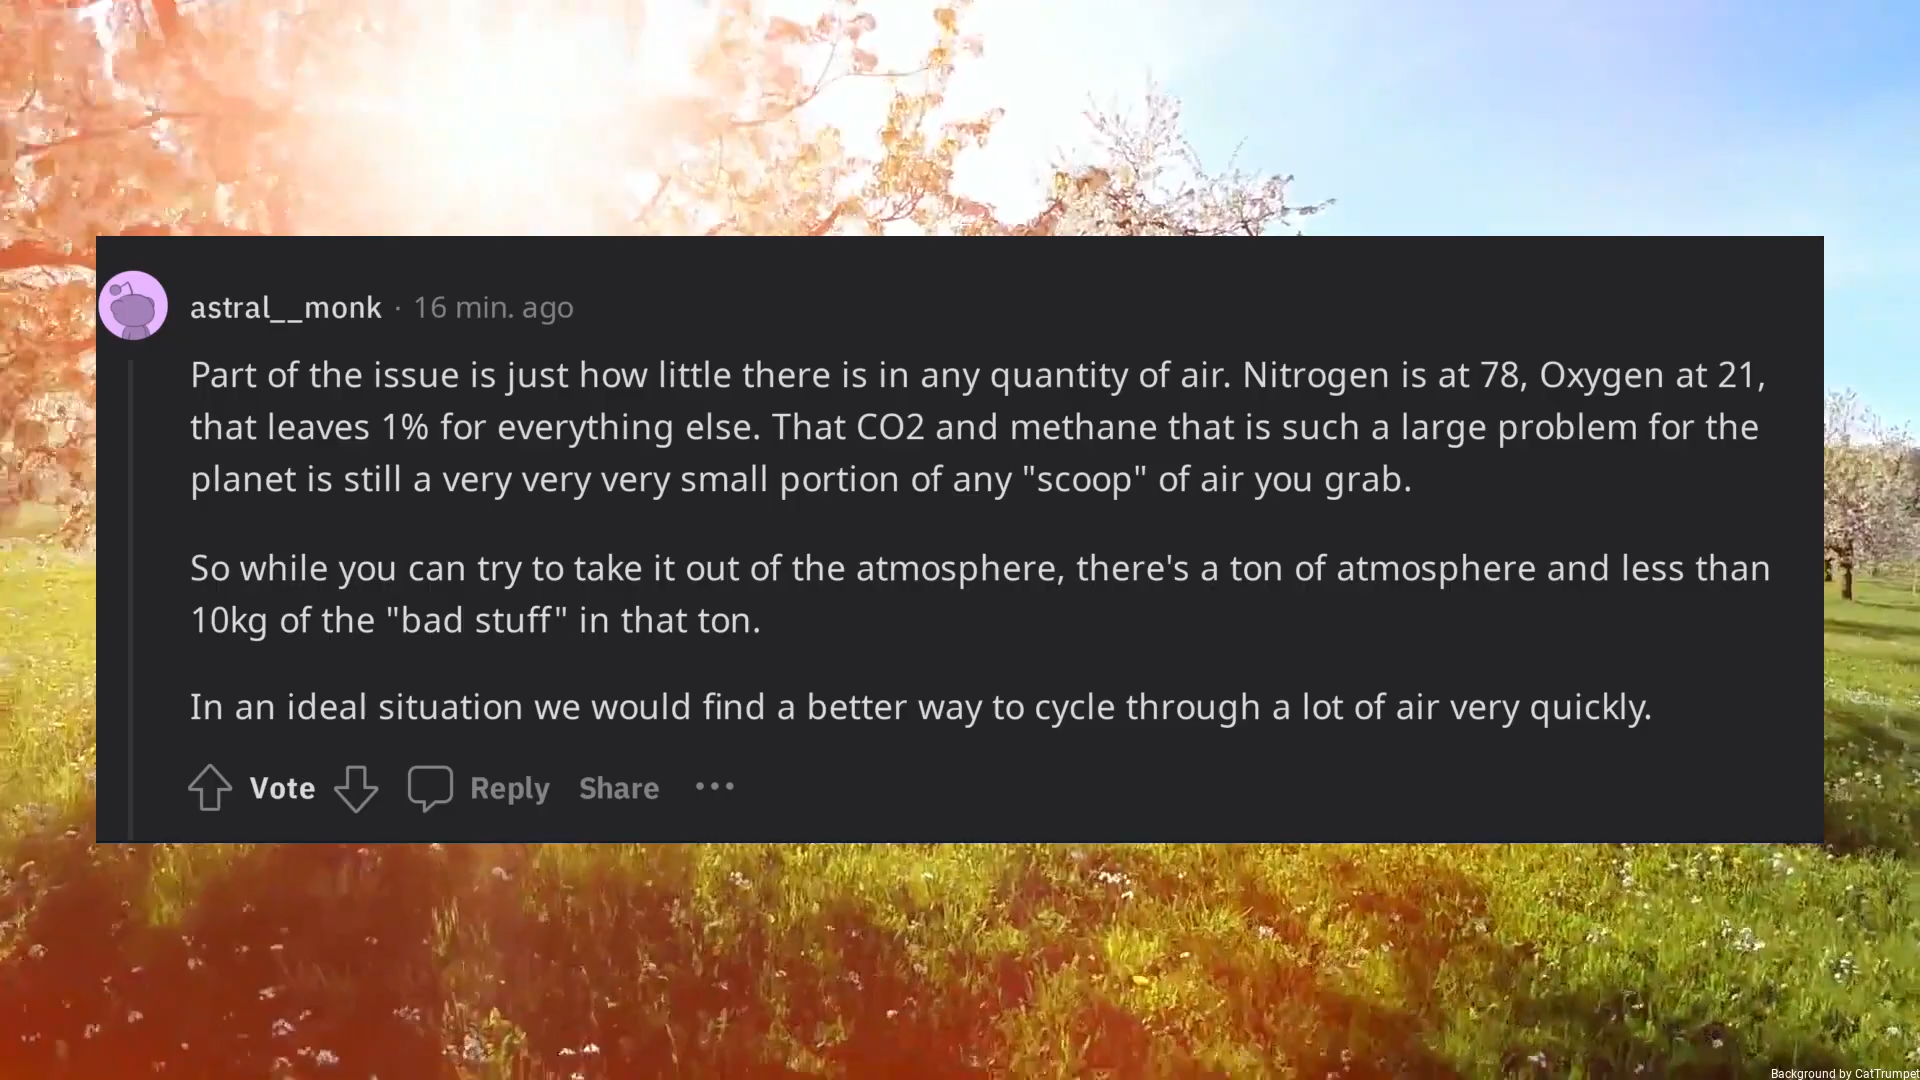 astral__monk · 16 min. ago
Part of the issue is just how little there is in any quantity of air. Nitrogen is at 78, Oxygen at 21,
that leaves 1% for everything else. That CO2 and methane that is such a large problem for the
planet is still a very very very small portion of any "scoop" of air you grab.
So while you can try to take it out of the atmosphere, there's a ton of atmosphere and less than
10kg of the "bad stuff" in that ton.
In an ideal situation we would find a better way to cycle through a lot of air very quickly.
Vote Reply Share ···
Background by CatTrumpet